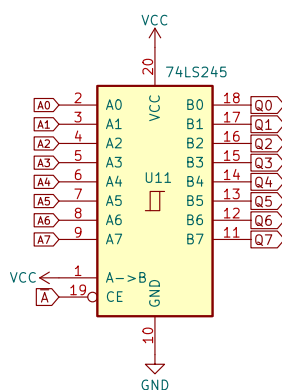 VCC
74LS245
20
VCC
A0 2 A0 B0 18 Q0
A1 3 A1 B1 17 Q1
A2 4 A2 B2 16 Q2
A3 5 A3 B3 15 Q3
A4 6 A4 U11 B4 14 Q4
A5 7 A5 B5 13 Q5
A6 8 A6 B6 12 Q6
A7 9 A7 B7 11 Q7
VCC 1 A->B
A̅ 19 CE
GND
10
GND